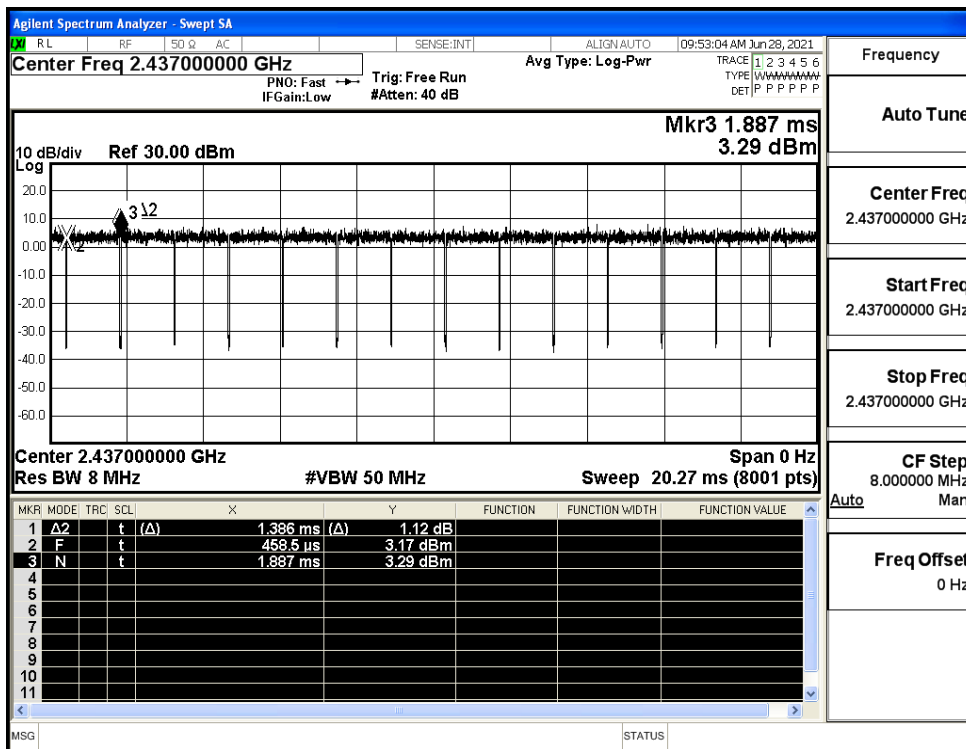 Agilent Spectrum Analyzer - Swept SA
LXI RL RF 50 Ω AC SENSE:INT ALIGN AUTO 09:53:04 AM Jun 28, 2021
Center Freq 2.437000000 GHz
Avg Type: Log-Pwr
TRACE 1 2 3 4 5 6
PNO: Fast Trig: Free Run
TYPE WWWWWW
IFGain:Low #Atten: 40 dB
DET P P P P P P
Mkr3 1.887 ms
3.29 dBm
10 dB/div Ref 30.00 dBm
Log
20.0
10.0
0.00
-10.0
-20.0
-30.0
-40.0
-50.0
-60.0
3 Δ2
2
Center 2.437000000 GHz Span 0 Hz
Res BW 8 MHz #VBW 50 MHz Sweep 20.27 ms (8001 pts)
MKR MODE TRC SCL X Y FUNCTION FUNCTION WIDTH FUNCTION VALUE
1 Δ2 t (Δ) 1.386 ms (Δ) 1.12 dB
2 F t 458.5 µs 3.17 dBm
3 N t 1.887 ms 3.29 dBm
4
5
6
7
8
9
10
11
MSG STATUS
Frequency
Auto Tune
Center Freq
2.437000000 GHz
Start Freq
2.437000000 GHz
Stop Freq
2.437000000 GHz
CF Step
8.000000 MHz
Auto Man
Freq Offset
0 Hz